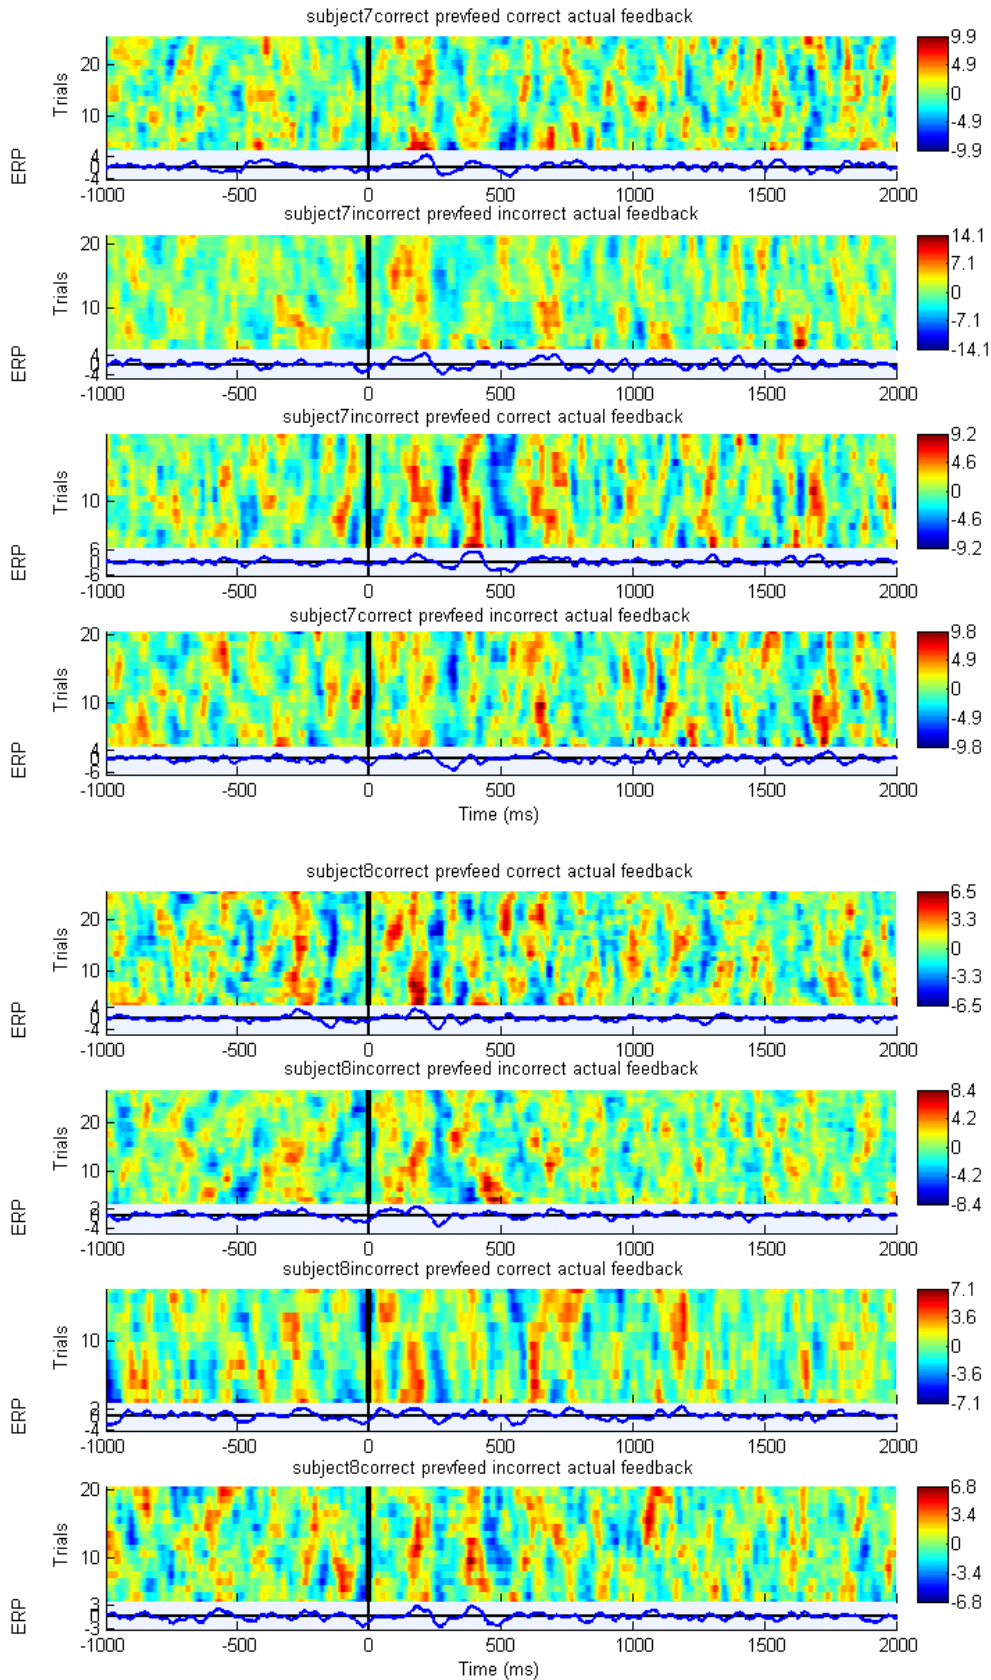 subject7correct prevfeed correct actual feedback
Trials
20
10
9.9
4.9
0
-4.9
-9.9
ERP
4
0
-4
-1000 -500 0 500 1000 1500 2000
subject7incorrect prevfeed incorrect actual feedback
Trials
20
10
14.1
7.1
0
-7.1
-14.1
ERP
4
0
-4
-1000 -500 0 500 1000 1500 2000
subject7incorrect prevfeed correct actual feedback
Trials
10
9.2
4.6
0
-4.6
-9.2
ERP
6
0
-6
-1000 -500 0 500 1000 1500 2000
subject7correct prevfeed incorrect actual feedback
Trials
20
10
9.8
4.9
0
-4.9
-9.8
ERP
4
0
-6
-1000 -500 0 500 1000 1500 2000
Time (ms)
subject8correct prevfeed correct actual feedback
Trials
20
10
6.5
3.3
0
-3.3
-6.5
ERP
4
0
-4
-1000 -500 0 500 1000 1500 2000
subject8incorrect prevfeed incorrect actual feedback
Trials
20
10
8.4
4.2
0
-4.2
-8.4
ERP
2
0
-4
-1000 -500 0 500 1000 1500 2000
subject8incorrect prevfeed correct actual feedback
Trials
10
7.1
3.6
0
-3.6
-7.1
ERP
0
-4
-1000 -500 0 500 1000 1500 2000
subject8correct prevfeed incorrect actual feedback
Trials
20
10
6.8
3.4
0
-3.4
-6.8
ERP
3
0
-3
-1000 -500 0 500 1000 1500 2000
Time (ms)